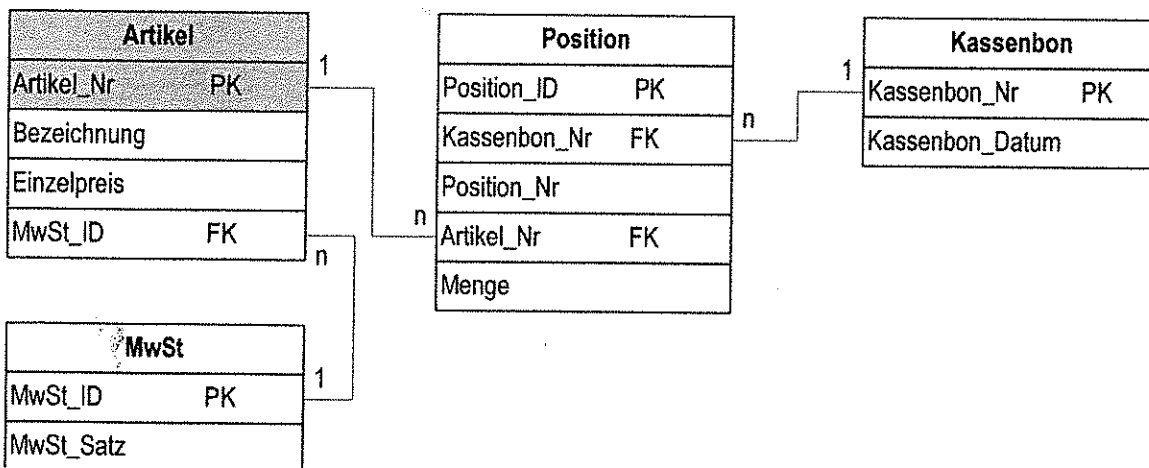 Artikel
Artikel_Nr PK
Bezeichnung
Einzelpreis
MwSt_ID FK
1
n
Position
Position_ID PK
Kassenbon_Nr FK
Position_Nr
Artikel_Nr FK
Menge
n
n
Kassenbon
Kassenbon_Nr PK
Kassenbon_Datum
1
MwSt
MwSt_ID PK
MwSt_Satz
1